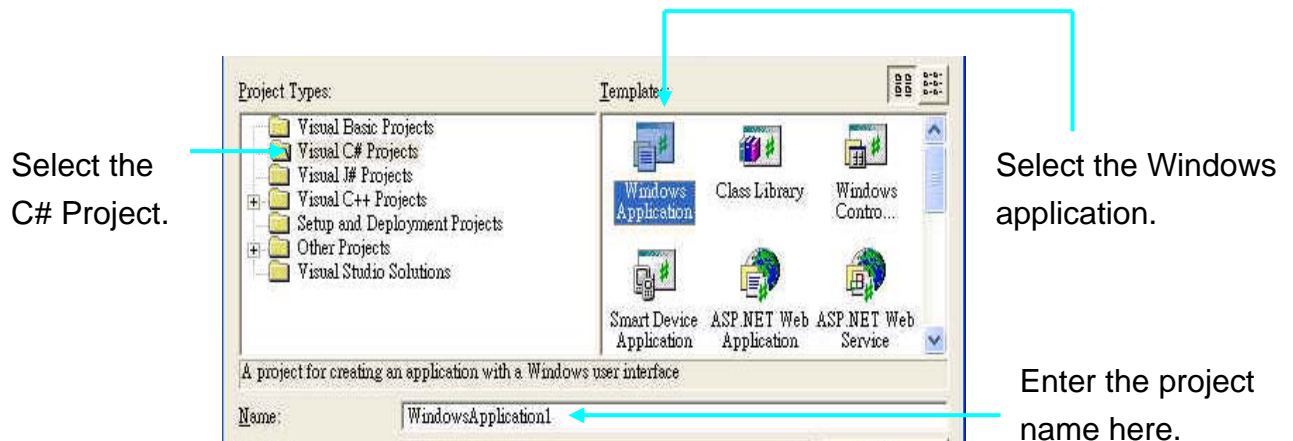 Project Types:
Templates:
Visual Basic Projects
Visual C# Projects
Visual J# Projects
Visual C++ Projects
Setup and Deployment Projects
Other Projects
Visual Studio Solutions
Windows
Application
Class Library
Windows
Contro...
Smart Device
Application
ASP.NET Web
Application
ASP.NET Web
Service
A project for creating an application with a Windows user interface
Name:
WindowsApplication1
Select the
C# Project.
Select the Windows
application.
Enter the project
name here.